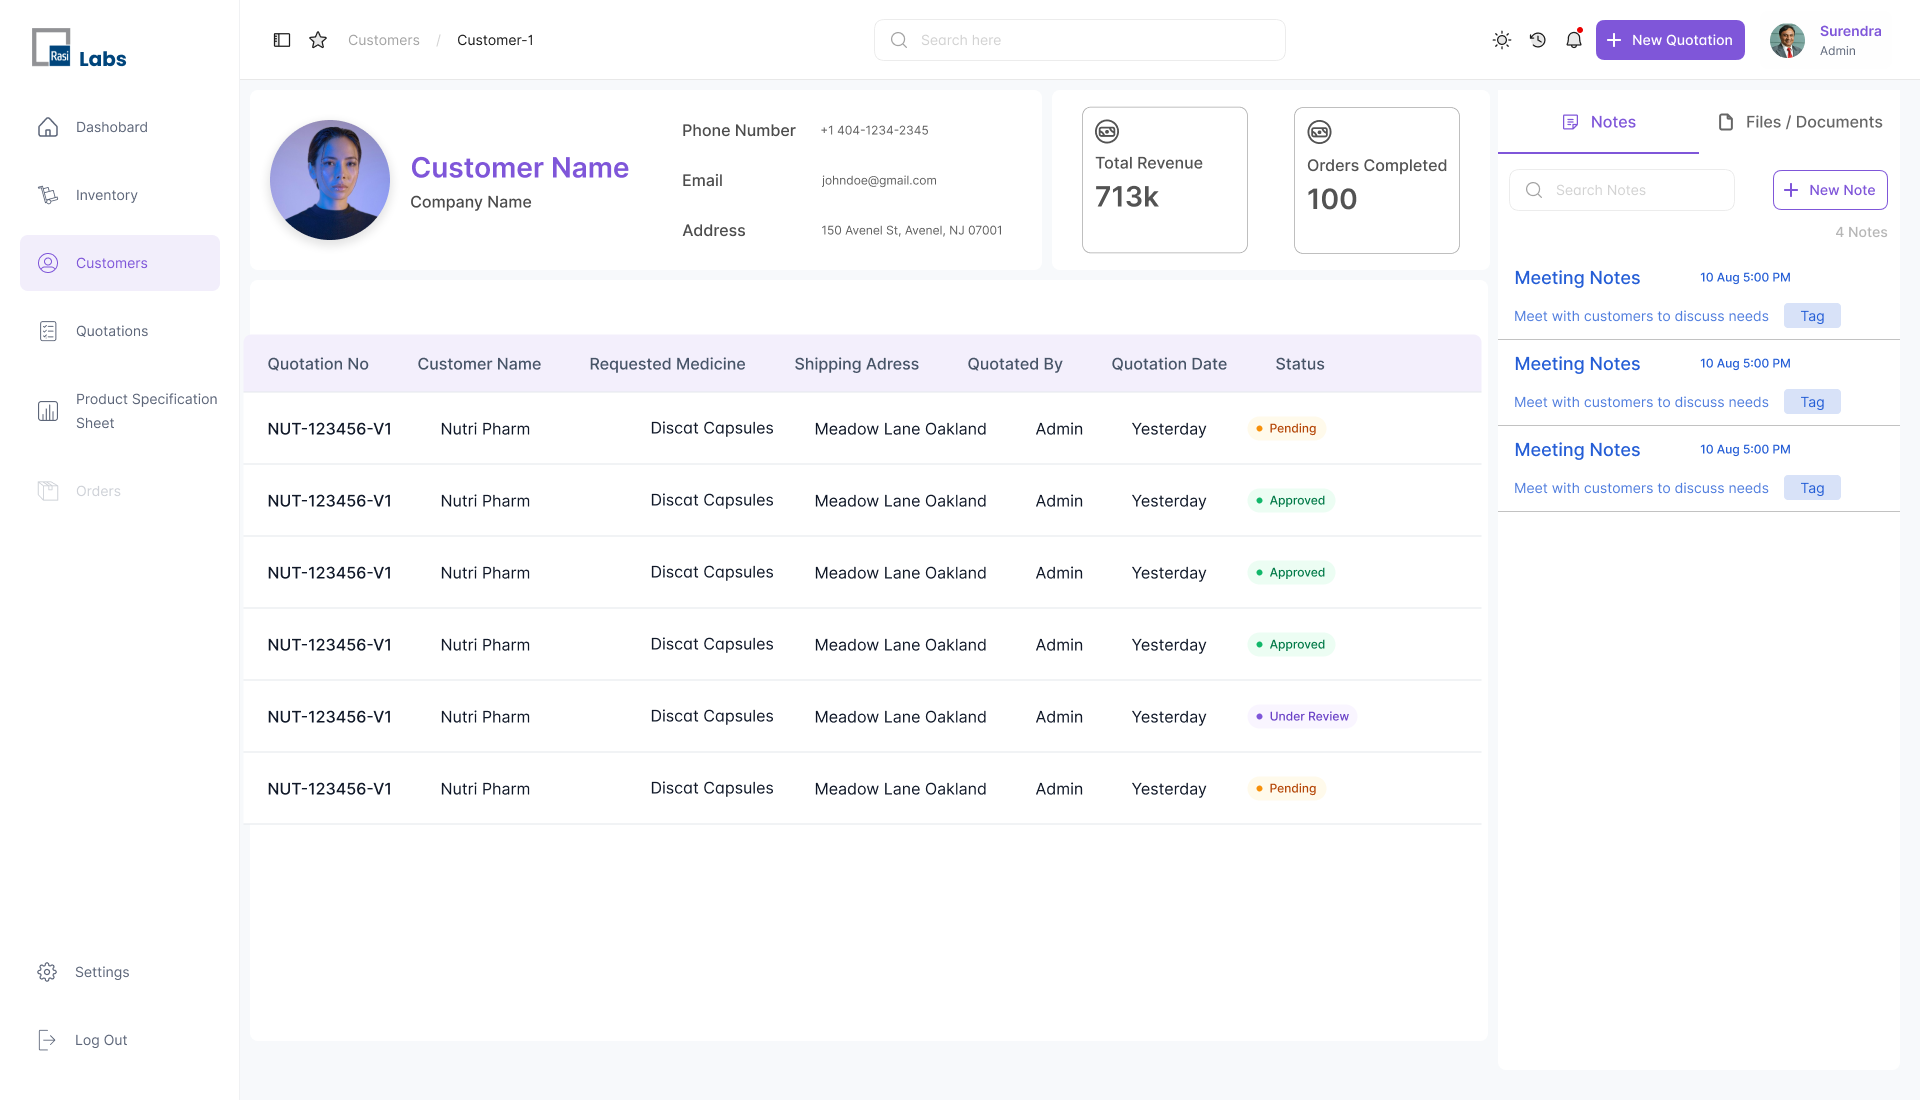 Rasi Labs
Customers / Customer-1
Search here
New Quotation
Surendra
Admin
Dashobard
Inventory
Customers
Quotations
Product Specification
Sheet
Orders
Settings
Log Out
Customer Name
Company Name
Phone Number +1 404-1234-2345
Email johndoe@gmail.com
Address 150 Avenel St, Avenel, NJ 07001
Total Revenue
713k
Orders Completed
100
Quotation No Customer Name Requested Medicine Shipping Adress Quotated By Quotation Date Status
NUT-123456-V1 Nutri Pharm Discat Capsules Meadow Lane Oakland Admin Yesterday Pending
NUT-123456-V1 Nutri Pharm Discat Capsules Meadow Lane Oakland Admin Yesterday Approved
NUT-123456-V1 Nutri Pharm Discat Capsules Meadow Lane Oakland Admin Yesterday Approved
NUT-123456-V1 Nutri Pharm Discat Capsules Meadow Lane Oakland Admin Yesterday Approved
NUT-123456-V1 Nutri Pharm Discat Capsules Meadow Lane Oakland Admin Yesterday Under Review
NUT-123456-V1 Nutri Pharm Discat Capsules Meadow Lane Oakland Admin Yesterday Pending
Notes Files / Documents
Search Notes New Note
4 Notes
Meeting Notes 10 Aug 5:00 PM
Meet with customers to discuss needs Tag
Meeting Notes 10 Aug 5:00 PM
Meet with customers to discuss needs Tag
Meeting Notes 10 Aug 5:00 PM
Meet with customers to discuss needs Tag